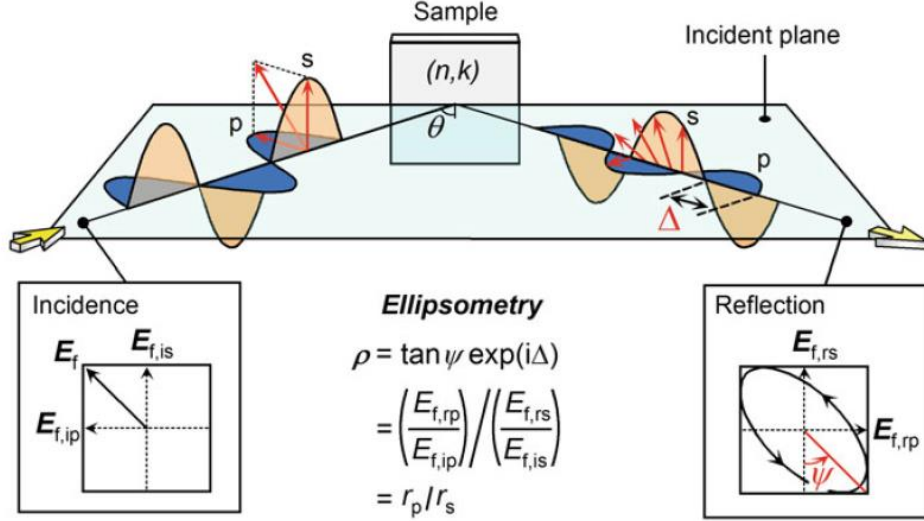 Sample
Incident plane
(n,k)
s
p
θ
s
p
Δ
Incidence
E_f
E_f,is
E_f,ip
Ellipsometry
ρ = tan ψ exp(iΔ)
= (E_f,rp / E_f,ip) / (E_f,rs / E_f,is)
= r_p/r_s
Reflection
E_f,rs
E_f,rp
ψ